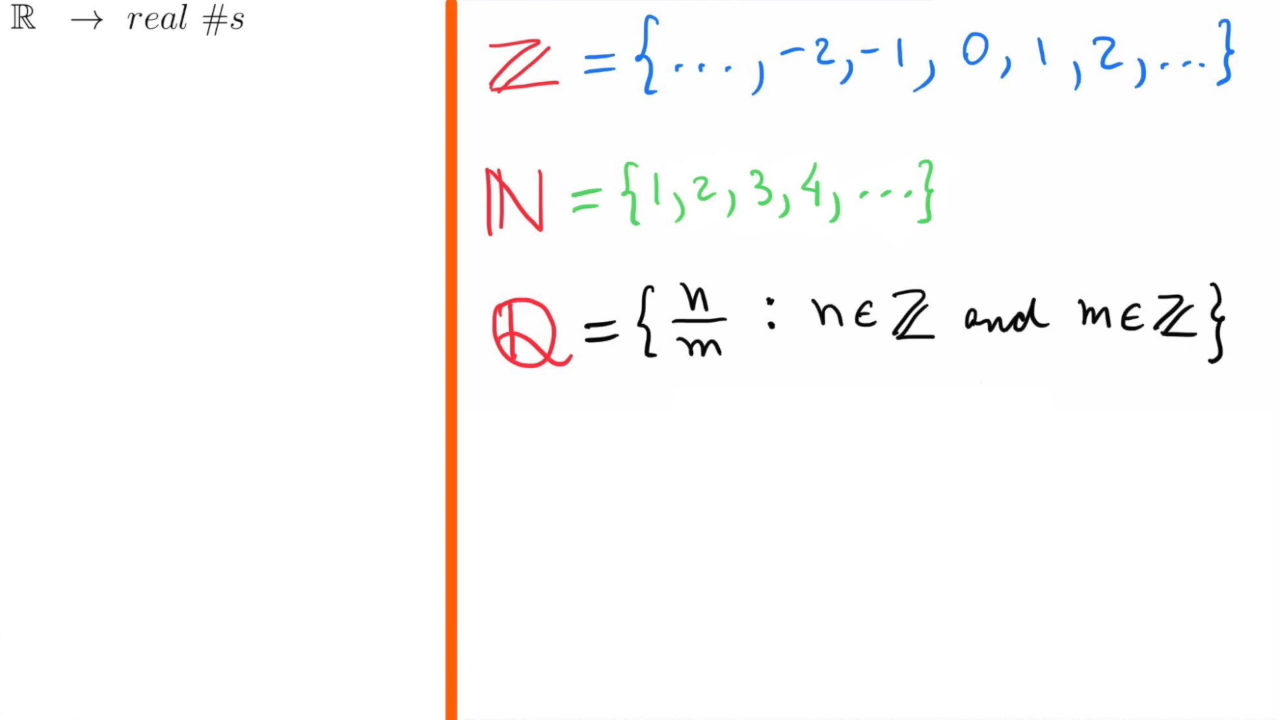 ℝ → real #s
ℤ = {..., -2, -1, 0, 1, 2, ...}
ℕ = {1, 2, 3, 4, ...}
ℚ = {n/m : n ∈ ℤ and m ∈ ℤ}